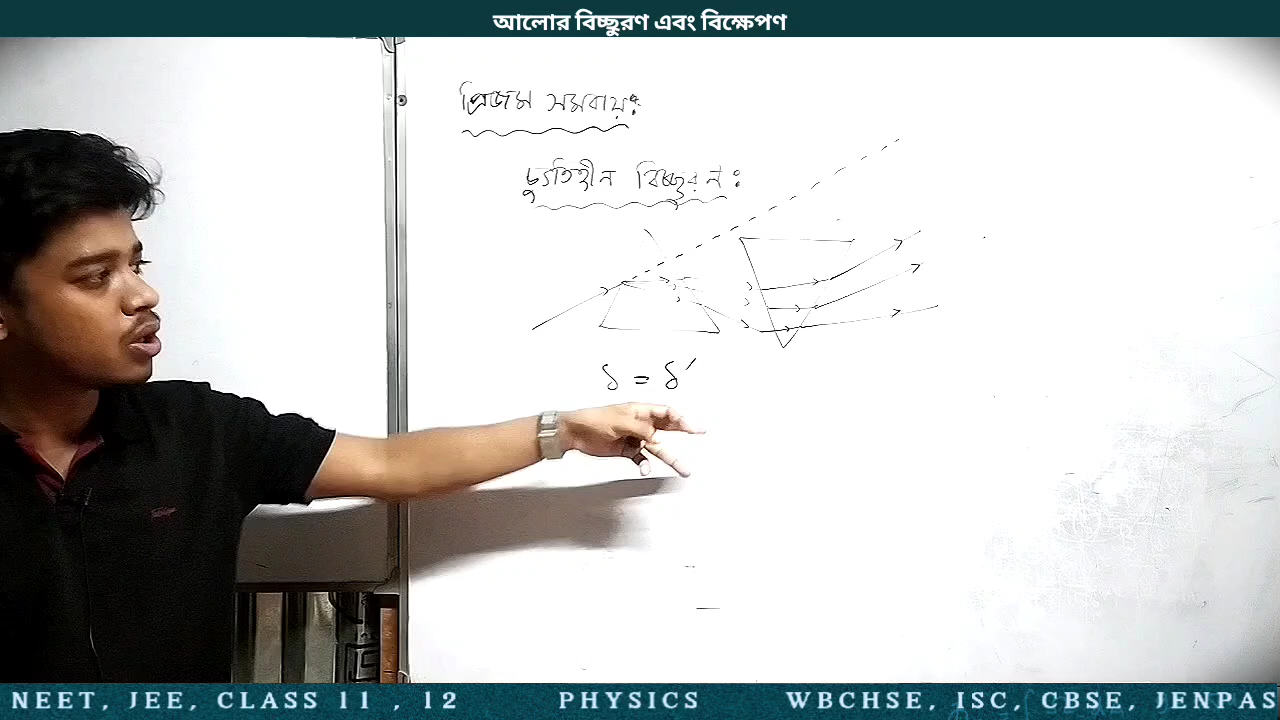 আলোর বিচ্ছুরণ এবং বিক্ষেপণ
প্রিজম সমবায়ঃ
চ্যুতিহীন বিচ্ছুরন :
δ = δ′
NEET, JEE, CLASS 11 , 12 PHYSICS WBCHSE, ISC, CBSE, JENPAS